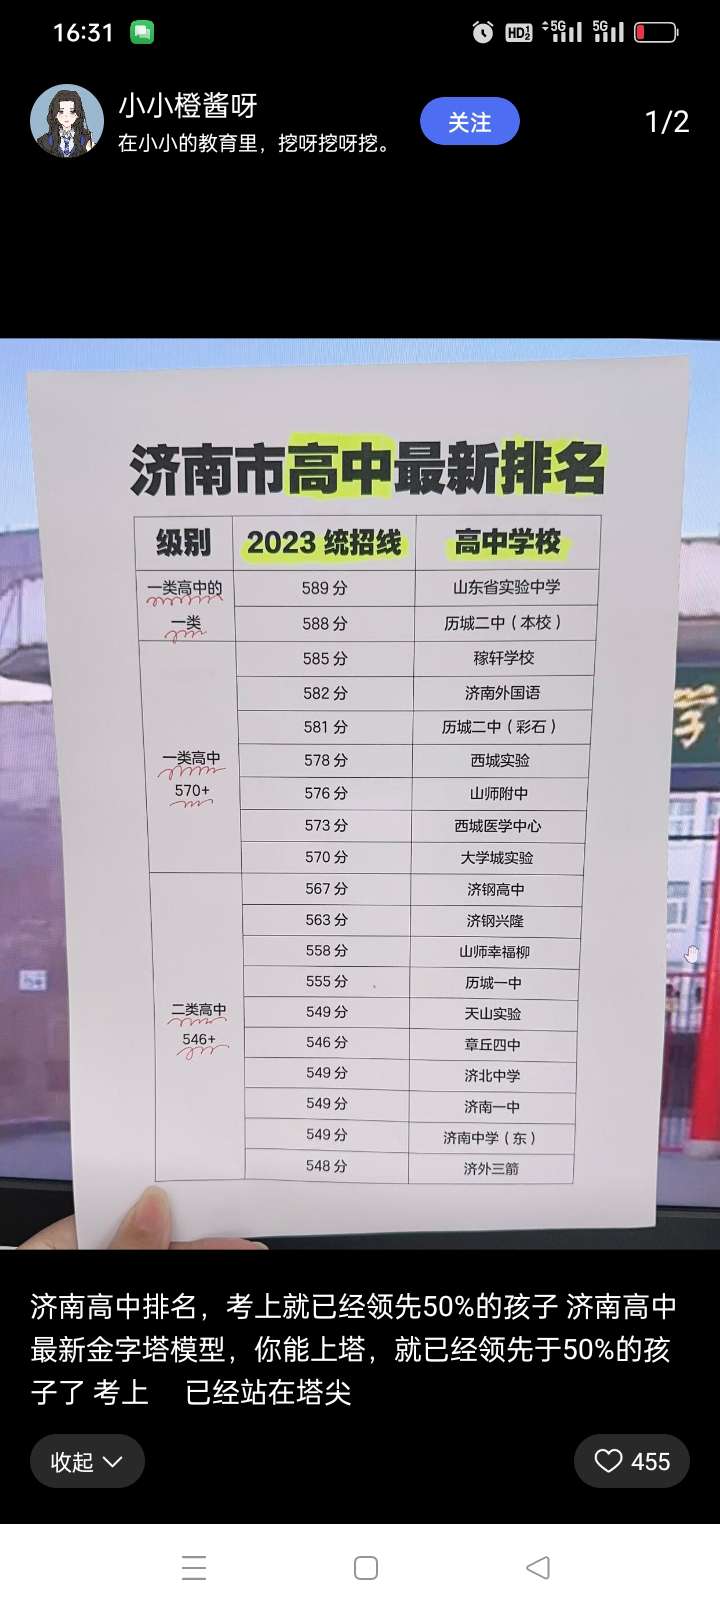 16:31
HD 1 2 5G 5G
小小橙酱呀
在小小的教育里，挖呀挖呀挖。
关注
1/2
济南市高中最新排名
级别 2023 统招线 高中学校
一类高中的
一类
589 分 山东省实验中学
588 分 历城二中（本校）
一类高中
570+
585 分 稼轩学校
582 分 济南外国语
581 分 历城二中（彩石）
578 分 西城实验
576 分 山师附中
573 分 西城医学中心
570 分 大学城实验
二类高中
546+
567 分 济钢高中
563 分 济钢兴隆
558 分 山师幸福柳
555 分 历城一中
549 分 天山实验
546 分 章丘四中
549 分 济北中学
549 分 济南一中
549 分 济南中学（东）
548 分 济外三箭
学
济南高中排名，考上就已经领先50%的孩子 济南高中
最新金字塔模型，你能上塔，就已经领先于50%的孩
子了 考上 已经站在塔尖
收起
455